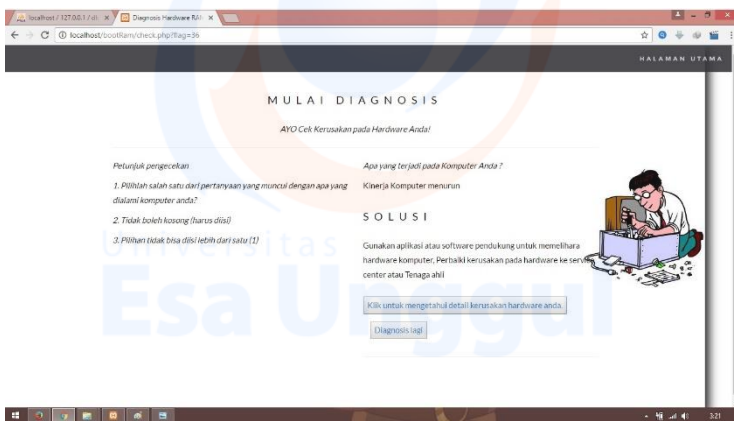 localhost / 127.0.0.1 / di
Diagnosis Hardware RA
localhost/bootRam/check.php?flag=36
HALAMAN UTAMA
MULAI DIAGNOSIS
AYO Cek Kerusakan pada Hardware Anda!
Petunjuk pengecekan
1. Pilihlah salah satu dari pertanyaan yang muncul dengan apa yang
dialami komputer anda?
2. Tidak boleh kosong (harus diisi)
3. Pilihan tidak bisa diisi lebih dari satu (1)
Apa yang terjadi pada Komputer Anda ?
Kinerja Komputer menurun
SOLUSI
Gunakan aplikasi atau software pendukung untuk memelihara
hardware komputer, Perbaiki kerusakan pada hardware ke servi
center atau Tenaga ahli
Klik untuk mengetahui detail kerusakan hardware anda
Diagnosis lagi
Universitas
Esa Unggul
3:21